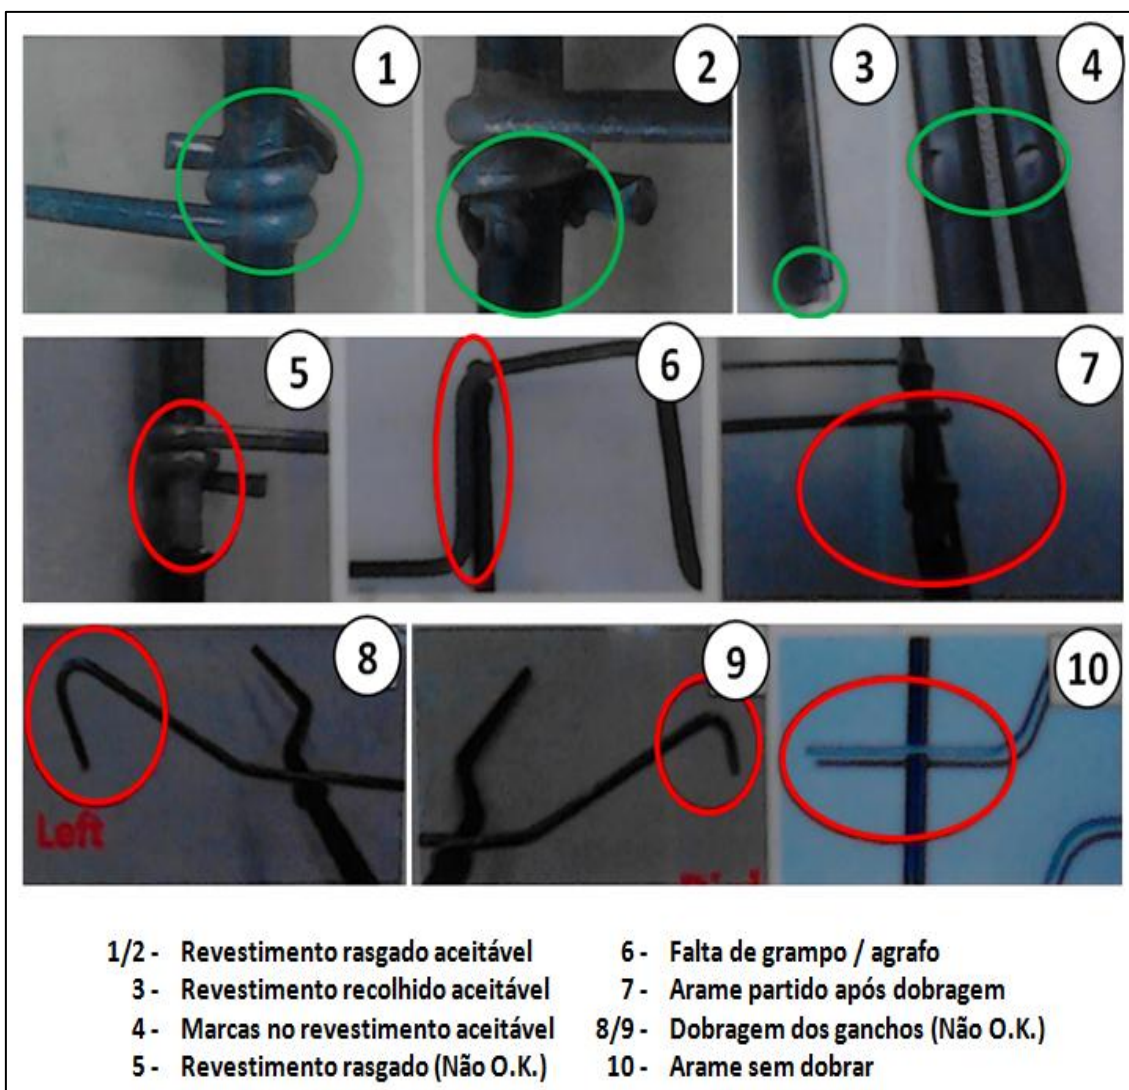 1
2
3
4
5
6
7
8
9
10
Left
1/2 - Revestimento rasgado aceitável
3 - Revestimento recolhido aceitável
4 - Marcas no revestimento aceitável
5 - Revestimento rasgado (Não O.K.)
6 - Falta de grampo / agrafo
7 - Arame partido após dobragem
8/9 - Dobragem dos ganchos (Não O.K.)
10 - Arame sem dobrar